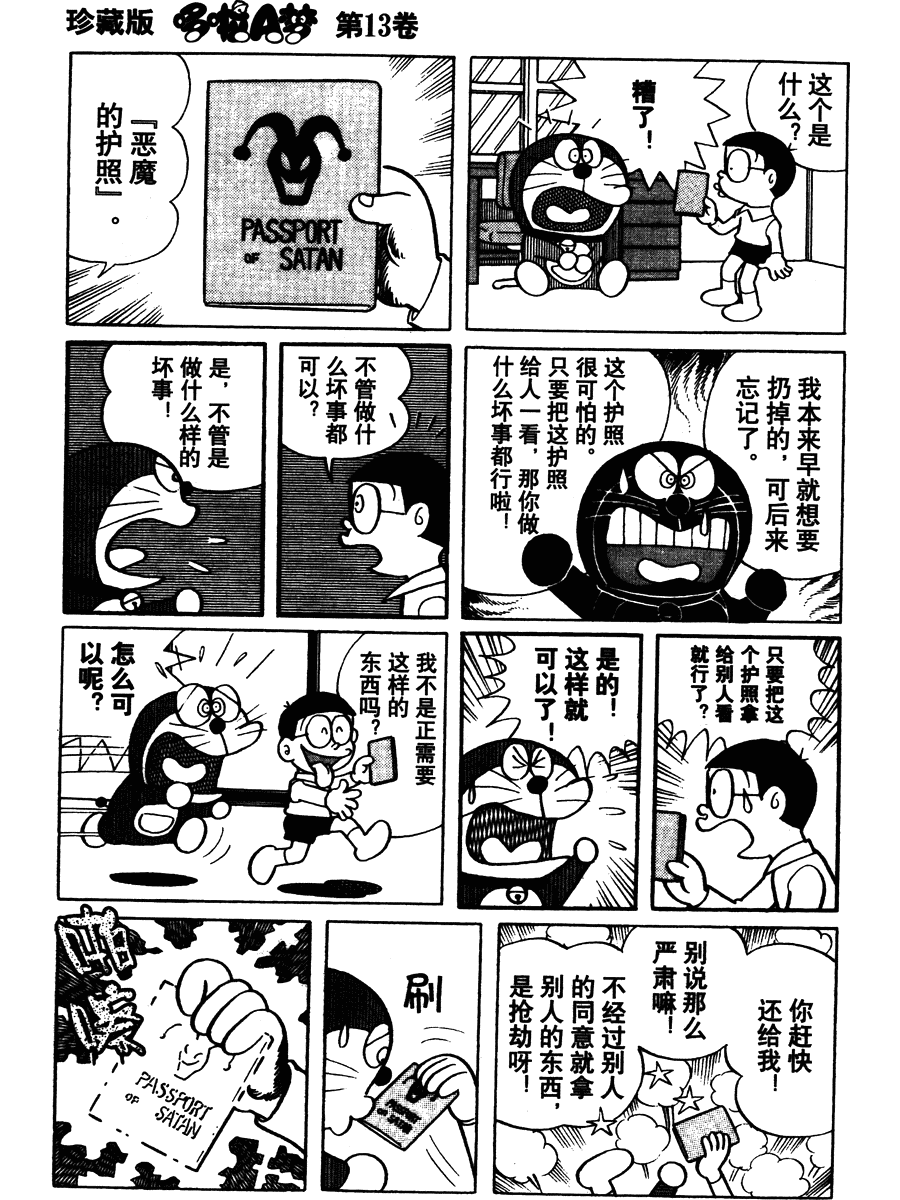 珍藏版 哆啦A梦 第13卷
这个是
什么？
糟了！
『恶魔
的护照』。
PASSPORT
OF SATAN
我本来早就想要
扔掉的，可后来
忘记了。
这个护照
很可怕的。
只要把这护照
给人一看，那你做
什么坏事都行啦！
不管做什
么坏事都
可以？
是，不管是
做什么样的
坏事！
只要把这
个护照拿
给别人看
就行了？
是的！
这样就
可以了！
我不是正需要
这样的
东西吗？
怎么可
以呢？
你赶快
还给我！
别说那么
严肃嘛！
不经过别人
的同意就拿
别人的东西，
是抢劫呀！
刷
PASSPORT
OF
SATAN
PASSPORT
OF
SATAN